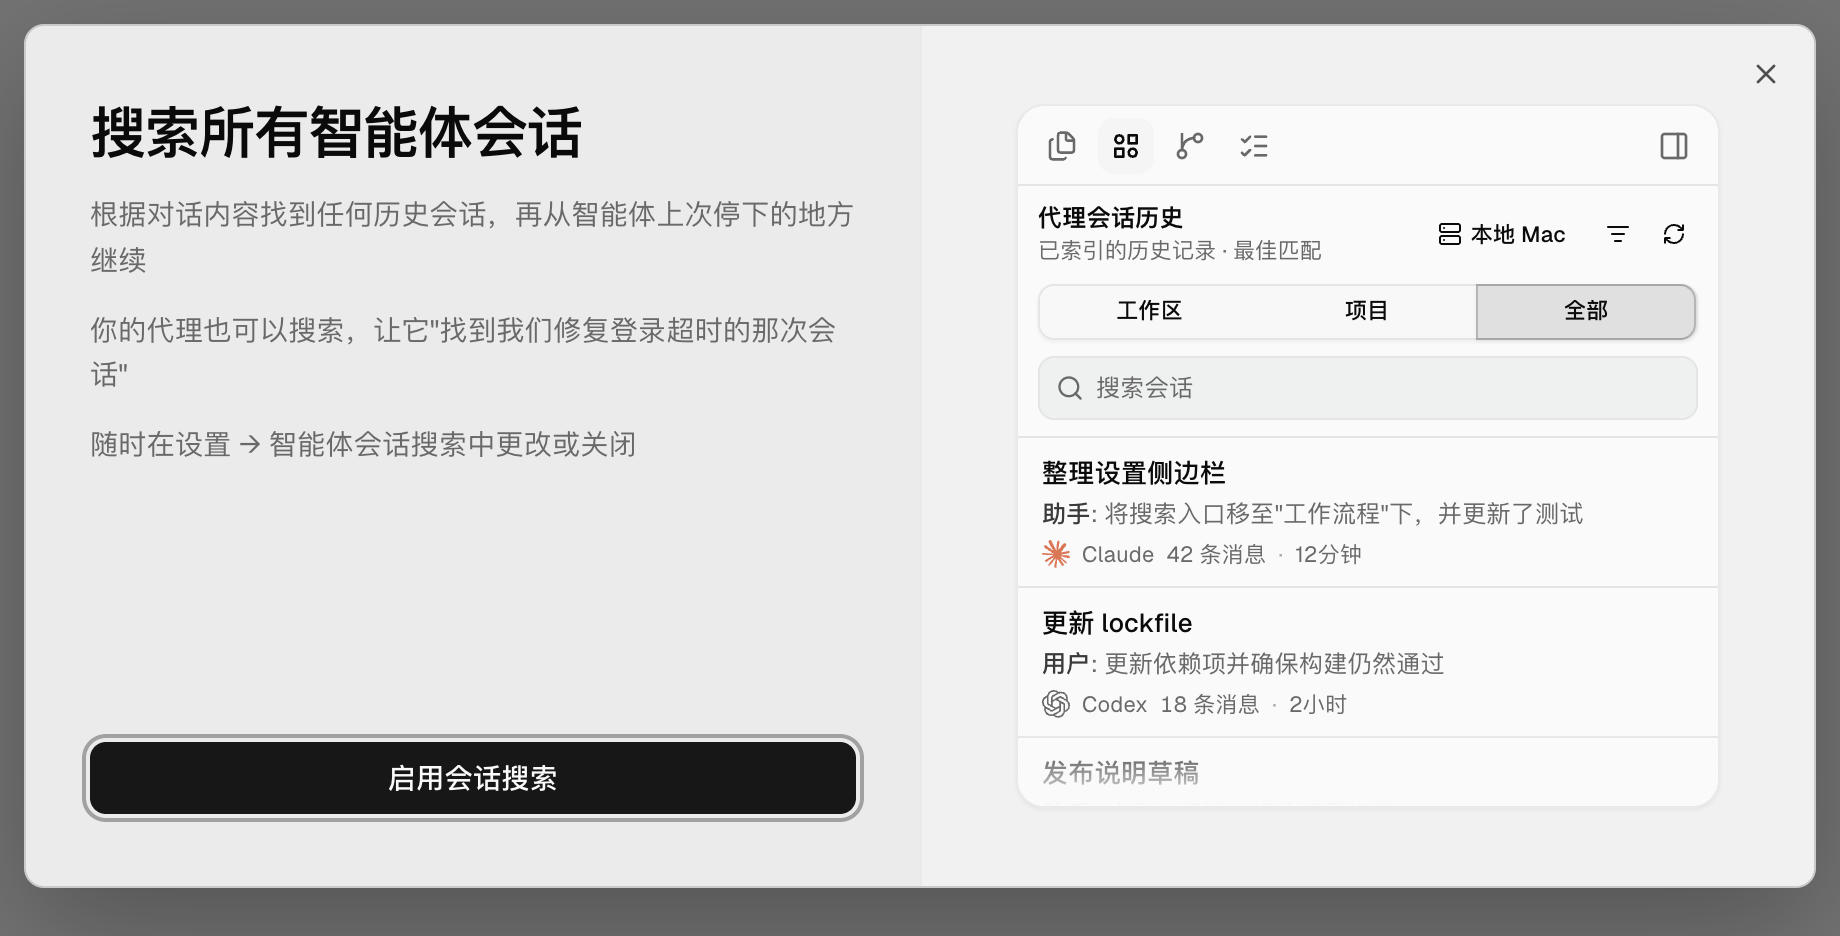 搜索所有智能体会话
根据对话内容找到任何历史会话，再从智能体上次停下的地方
继续
你的代理也可以搜索，让它"找到我们修复登录超时的那次会
话"
随时在设置 → 智能体会话搜索中更改或关闭
启用会话搜索
代理会话历史
已索引的历史记录 · 最佳匹配
本地 Mac
工作区 项目 全部
搜索会话
整理设置侧边栏
助手: 将搜索入口移至"工作流程"下，并更新了测试
Claude 42 条消息 · 12分钟
更新 lockfile
用户: 更新依赖项并确保构建仍然通过
Codex 18 条消息 · 2小时
发布说明草稿